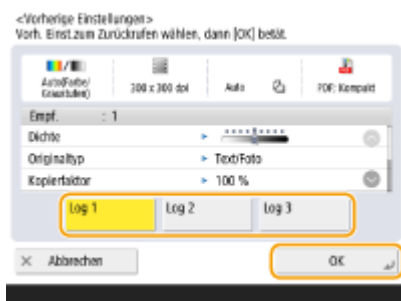 <Vorherige Einstellungen>
Vorh. Einst.zum Zurückrufen wählen, dann [OK] betät.
Auto(Farbe/
Graustufen)
300 x 300 dpi
Auto
PDF: Kompakt
Empf. : 1
Dichte
Originaltyp ► Text/Foto
Kopierfaktor ► 100 %
Log 1 Log 2 Log 3
× Abbrechen OK